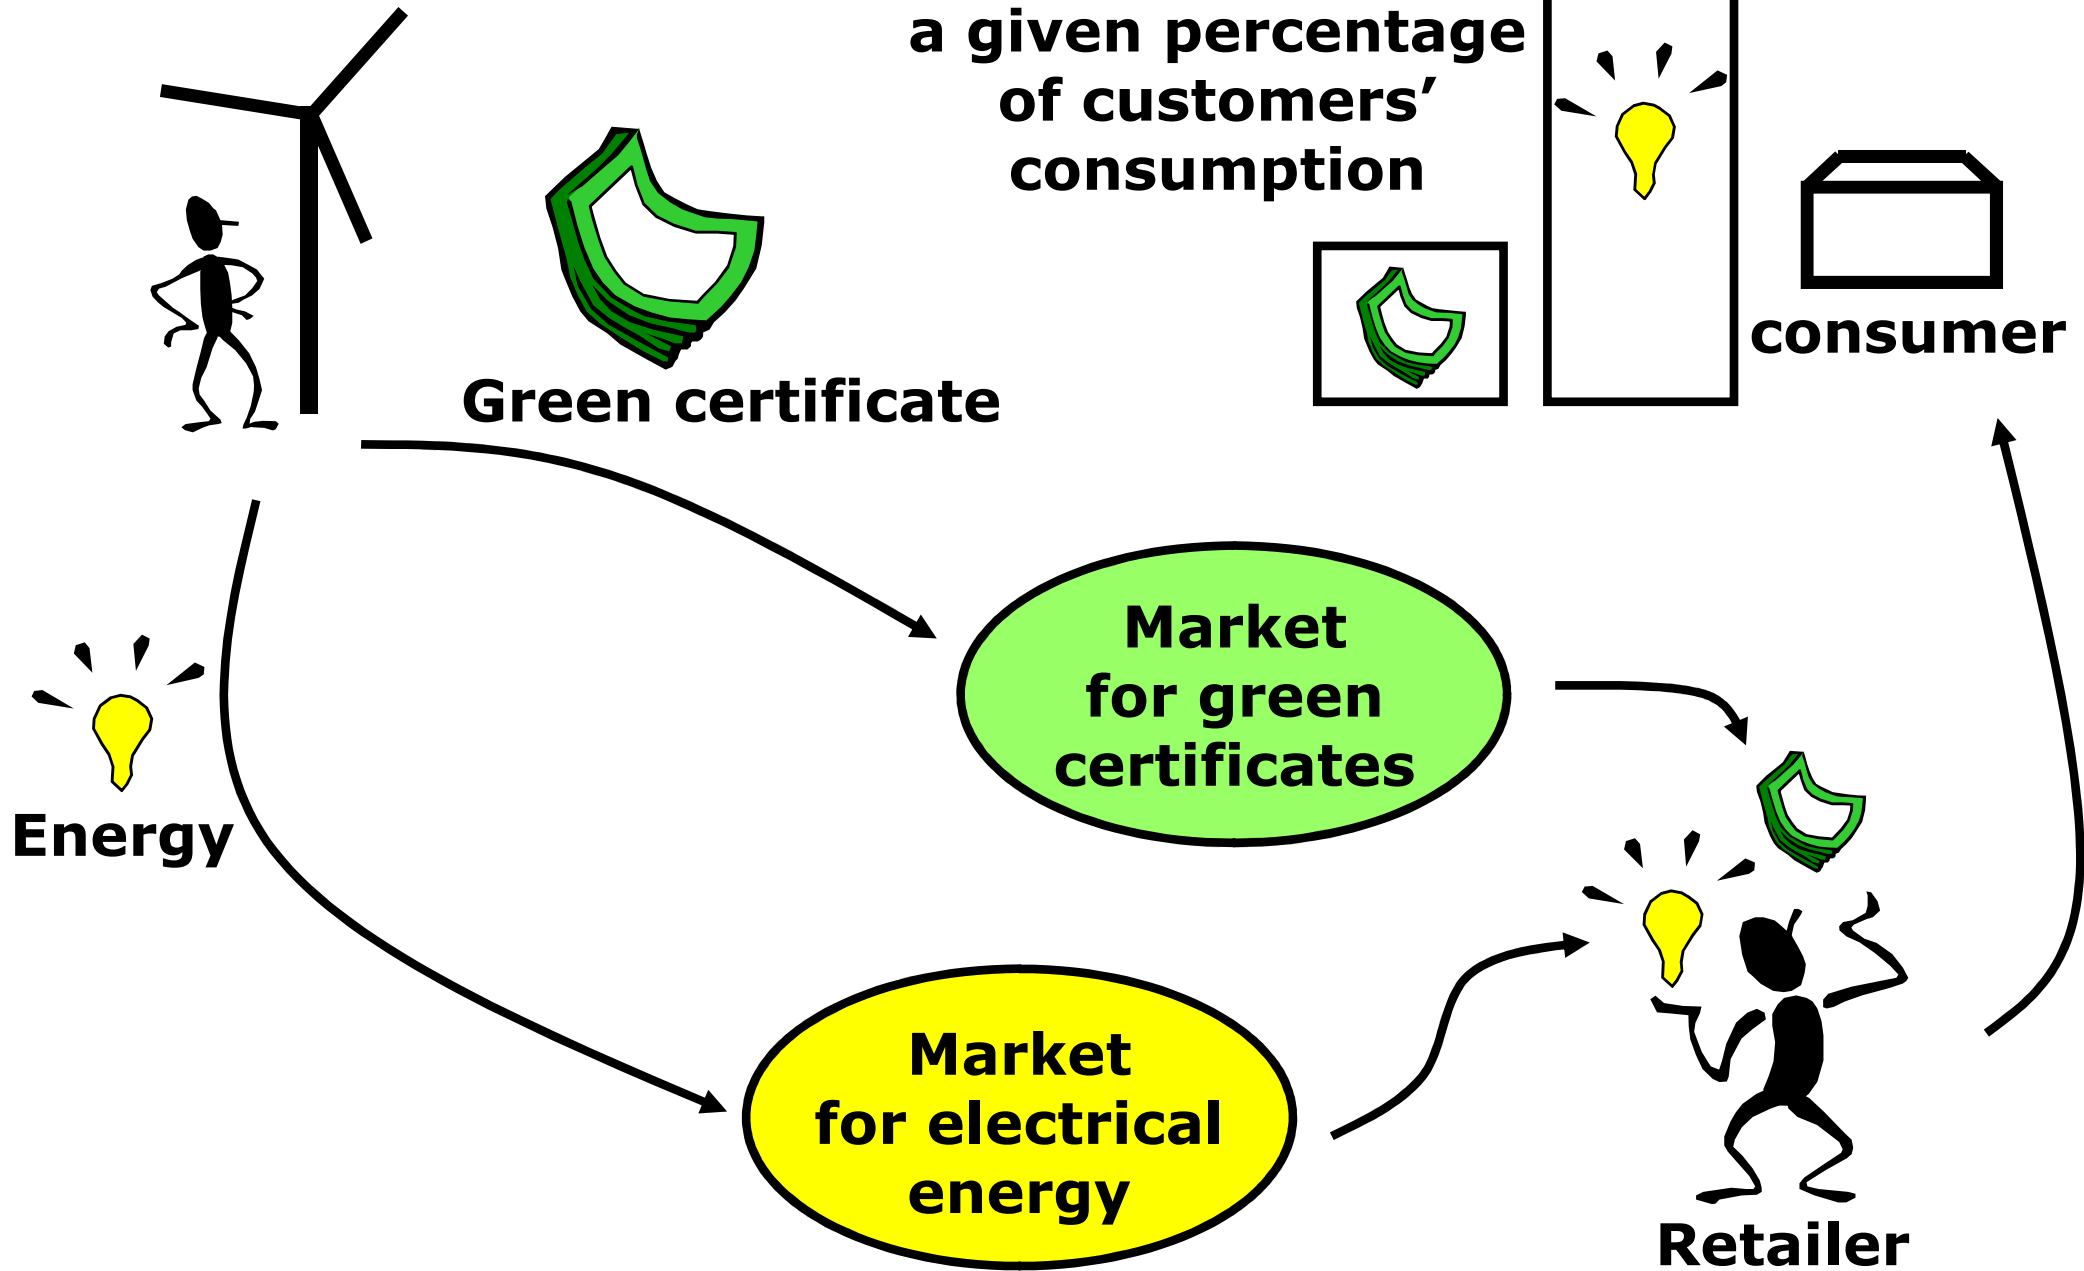 a given percentage
of customers’
consumption
consumer
Green certificate
Market
for green
certificates
Energy
Market
for electrical
energy
Retailer